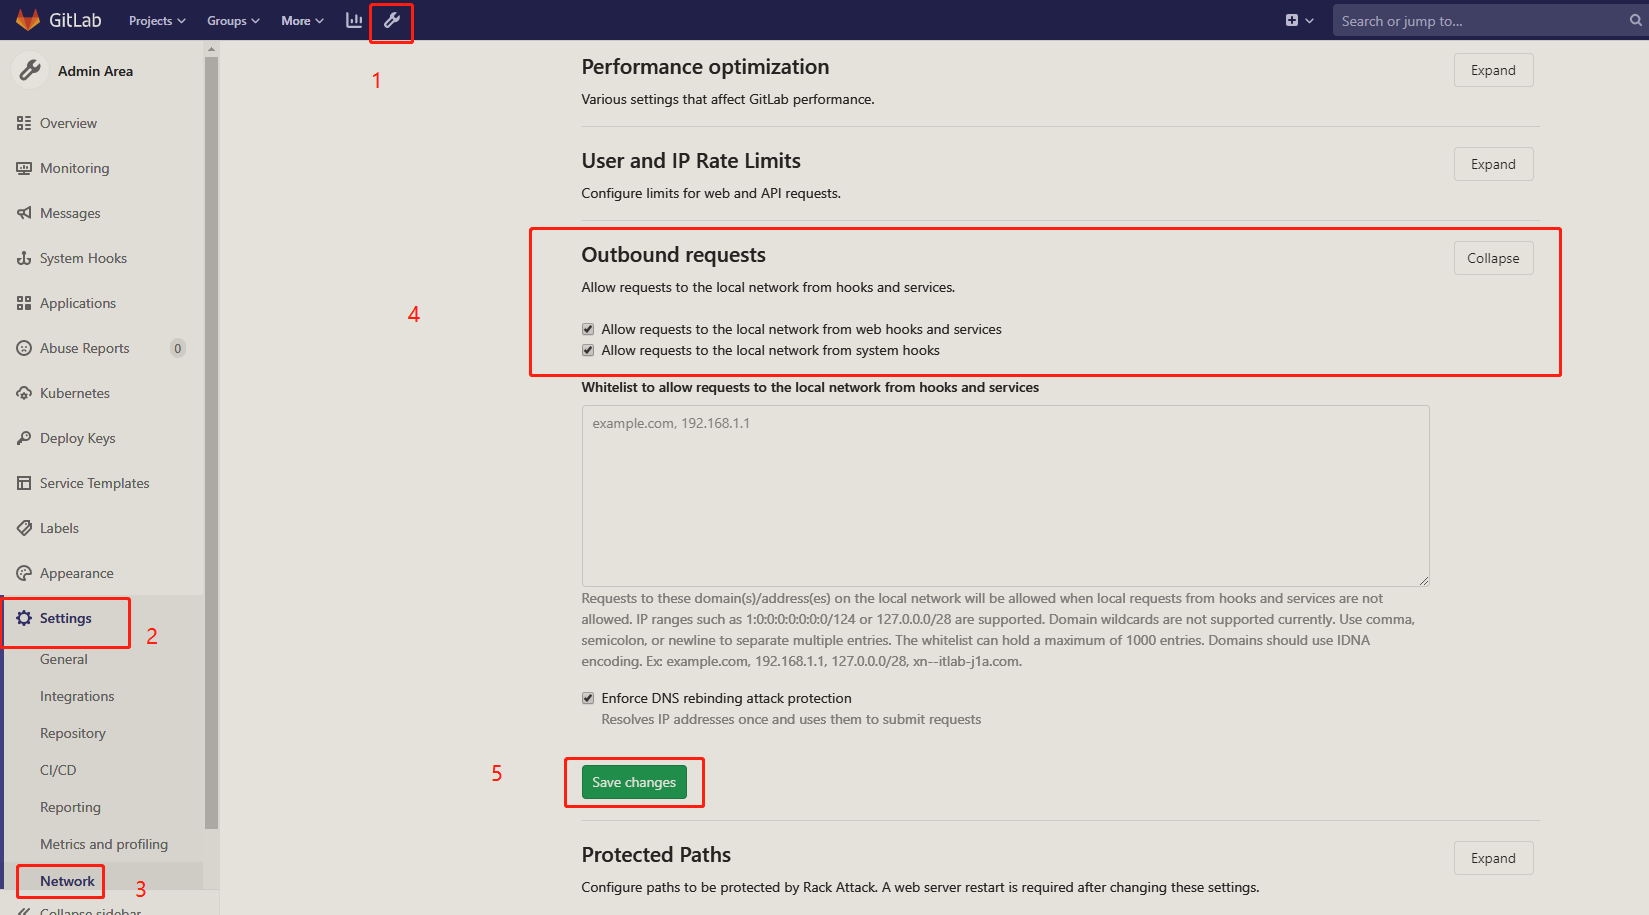 GitLab Projects Groups More Search or jump to...
1
Admin Area
Overview
Monitoring
Messages
System Hooks
Applications
Abuse Reports 0
Kubernetes
Deploy Keys
Service Templates
Labels
Appearance
Settings
2
General
Integrations
Repository
CI/CD
Reporting
Metrics and profiling
Network
3
Collapse sidebar
Performance optimization
Expand
Various settings that affect GitLab performance.
User and IP Rate Limits
Expand
Configure limits for web and API requests.
4
Outbound requests
Collapse
Allow requests to the local network from hooks and services.
Allow requests to the local network from web hooks and services
Allow requests to the local network from system hooks
Whitelist to allow requests to the local network from hooks and services
example.com, 192.168.1.1
Requests to these domain(s)/address(es) on the local network will be allowed when local requests from hooks and services are not
allowed. IP ranges such as 1:0:0:0:0:0:0:0/124 or 127.0.0.0/28 are supported. Domain wildcards are not supported currently. Use comma,
semicolon, or newline to separate multiple entries. The whitelist can hold a maximum of 1000 entries. Domains should use IDNA
encoding. Ex: example.com, 192.168.1.1, 127.0.0.0/28, xn--itlab-j1a.com.
Enforce DNS rebinding attack protection
Resolves IP addresses once and uses them to submit requests
5
Save changes
Protected Paths
Expand
Configure paths to be protected by Rack Attack. A web server restart is required after changing these settings.